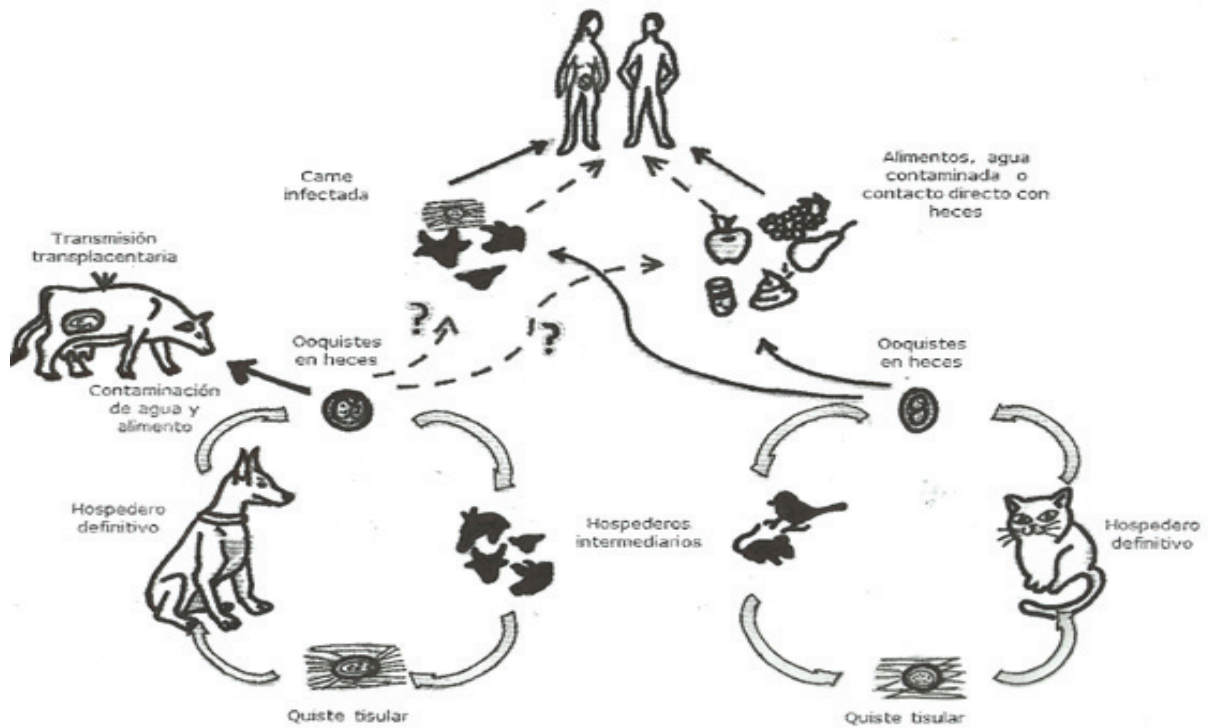 Carne
infectada
Alimentos, agua
contaminada o
contacto directo con
heces
Transmisión
transplacentaria
?
?
Ooquistes
en heces
Ooquistes
en heces
Contaminación
de agua y
alimento
Hospedero
definitivo
Hospederos
intermediarios
Hospedero
definitivo
Quiste tisular
Quiste tisular